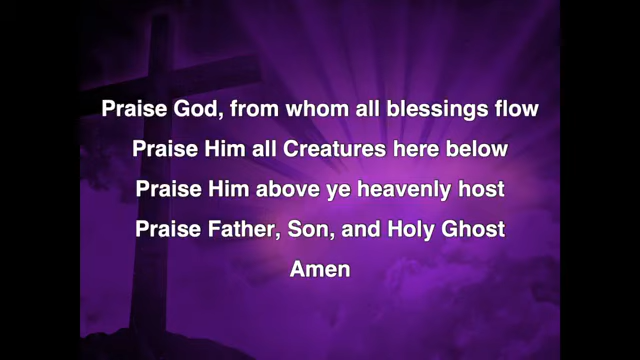 Praise God, from whom all blessings flow
Praise Him all Creatures here below
Praise Him above ye heavenly host
Praise Father, Son, and Holy Ghost
Amen